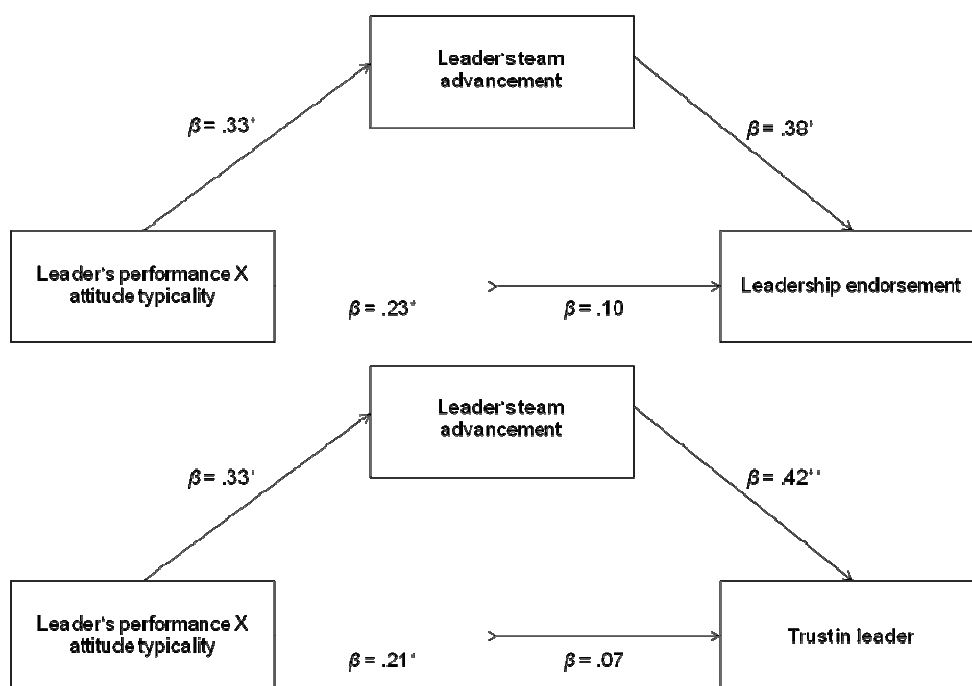 Leader's team
advancement
β = .33*
β = .38*
Leader's performance X
attitude typicality
Leadership endorsement
β = .23*
β = .10
Leader's team
advancement
β = .33*
β = .42**
Leader's performance X
attitude typicality
Trust in leader
β = .21*
β = .07